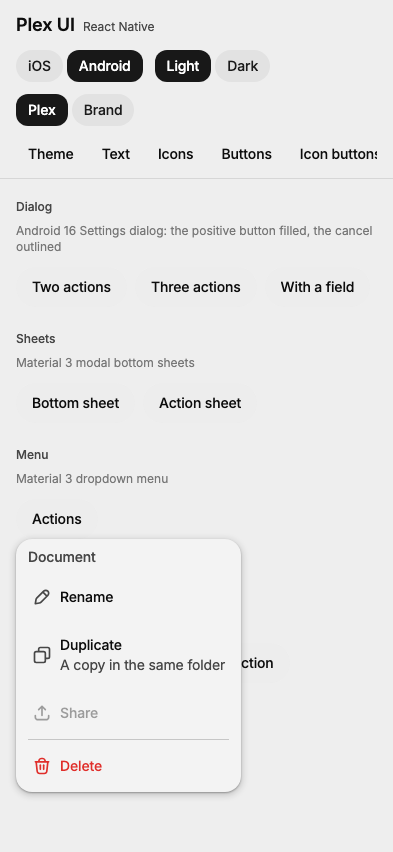 Plex UI React Native
iOS Android Light Dark
Plex Brand
Theme Text Icons Buttons Icon buttons
Dialog
Android 16 Settings dialog: the positive button filled, the cancel
outlined
Two actions Three actions With a field
Sheets
Material 3 modal bottom sheets
Bottom sheet Action sheet
Menu
Material 3 dropdown menu
Actions
Document
Rename
Duplicate
A copy in the same folder
ction
Share
Delete